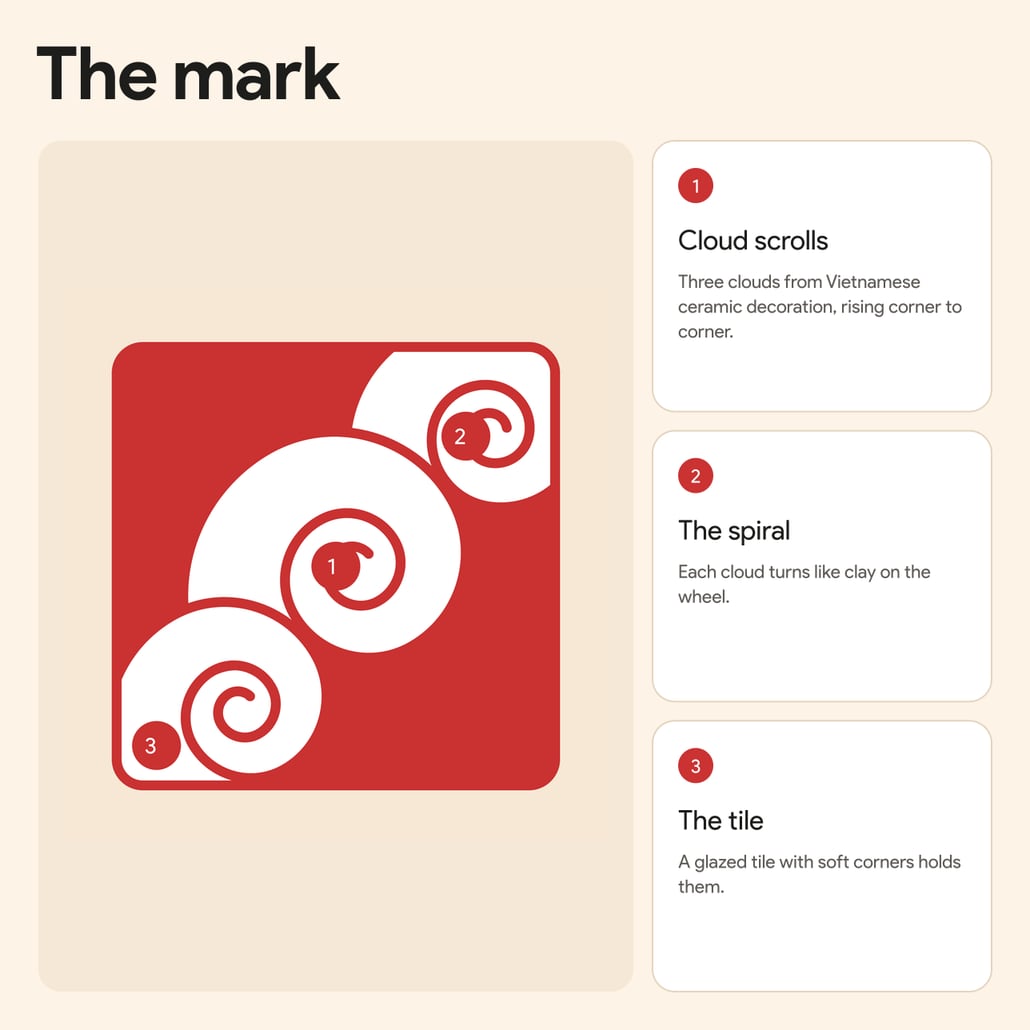 The mark
2
1
3
1
Cloud scrolls
Three clouds from Vietnamese
ceramic decoration, rising corner to
corner.
2
The spiral
Each cloud turns like clay on the
wheel.
3
The tile
A glazed tile with soft corners holds
them.